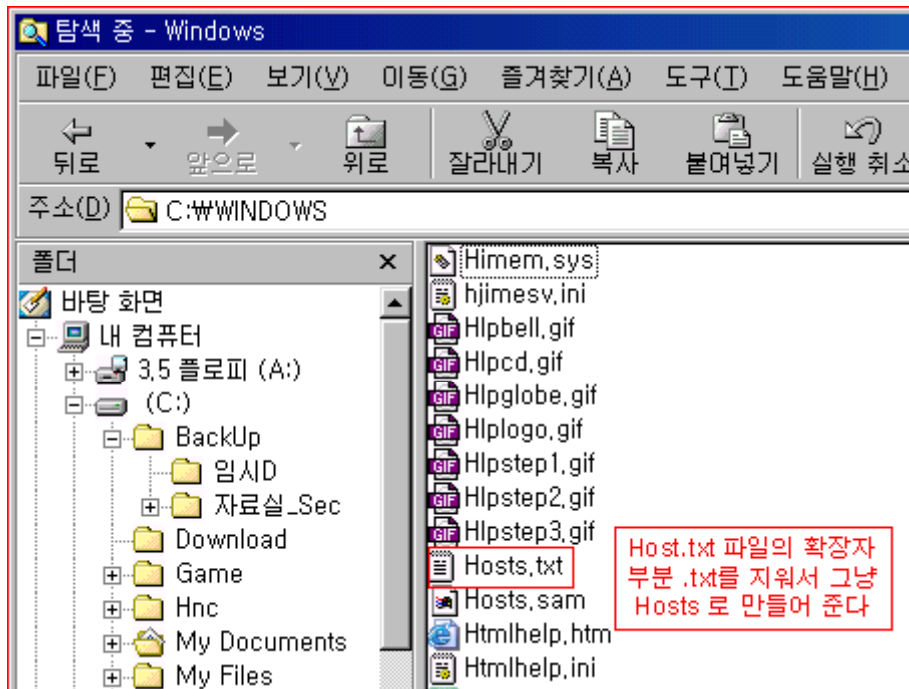 탐색 중 - Windows
파일(F) 편집(E) 보기(V) 이동(G) 즐겨찾기(A) 도구(T) 도움말(H)
뒤로 앞으로 위로 잘라내기 복사 붙여넣기 실행 취소
주소(D) C:₩WINDOWS
폴더
바탕 화면
내 컴퓨터
3.5 플로피 (A:)
(C:)
BackUp
임시D
자료실_Sec
Download
Game
Hnc
My Documents
My Files
Himem.sys
hjimesv.ini
Hlpbell.gif
Hlpcd.gif
Hlpglobe.gif
Hlplogo.gif
Hlpstep1.gif
Hlpstep2.gif
Hlpstep3.gif
Hosts.txt
Hosts.sam
Htmlhelp.htm
Htmlhelp.ini
Host.txt 파일의 확장자
부분 .txt를 지워서 그냥
Hosts 로 만들어 준다